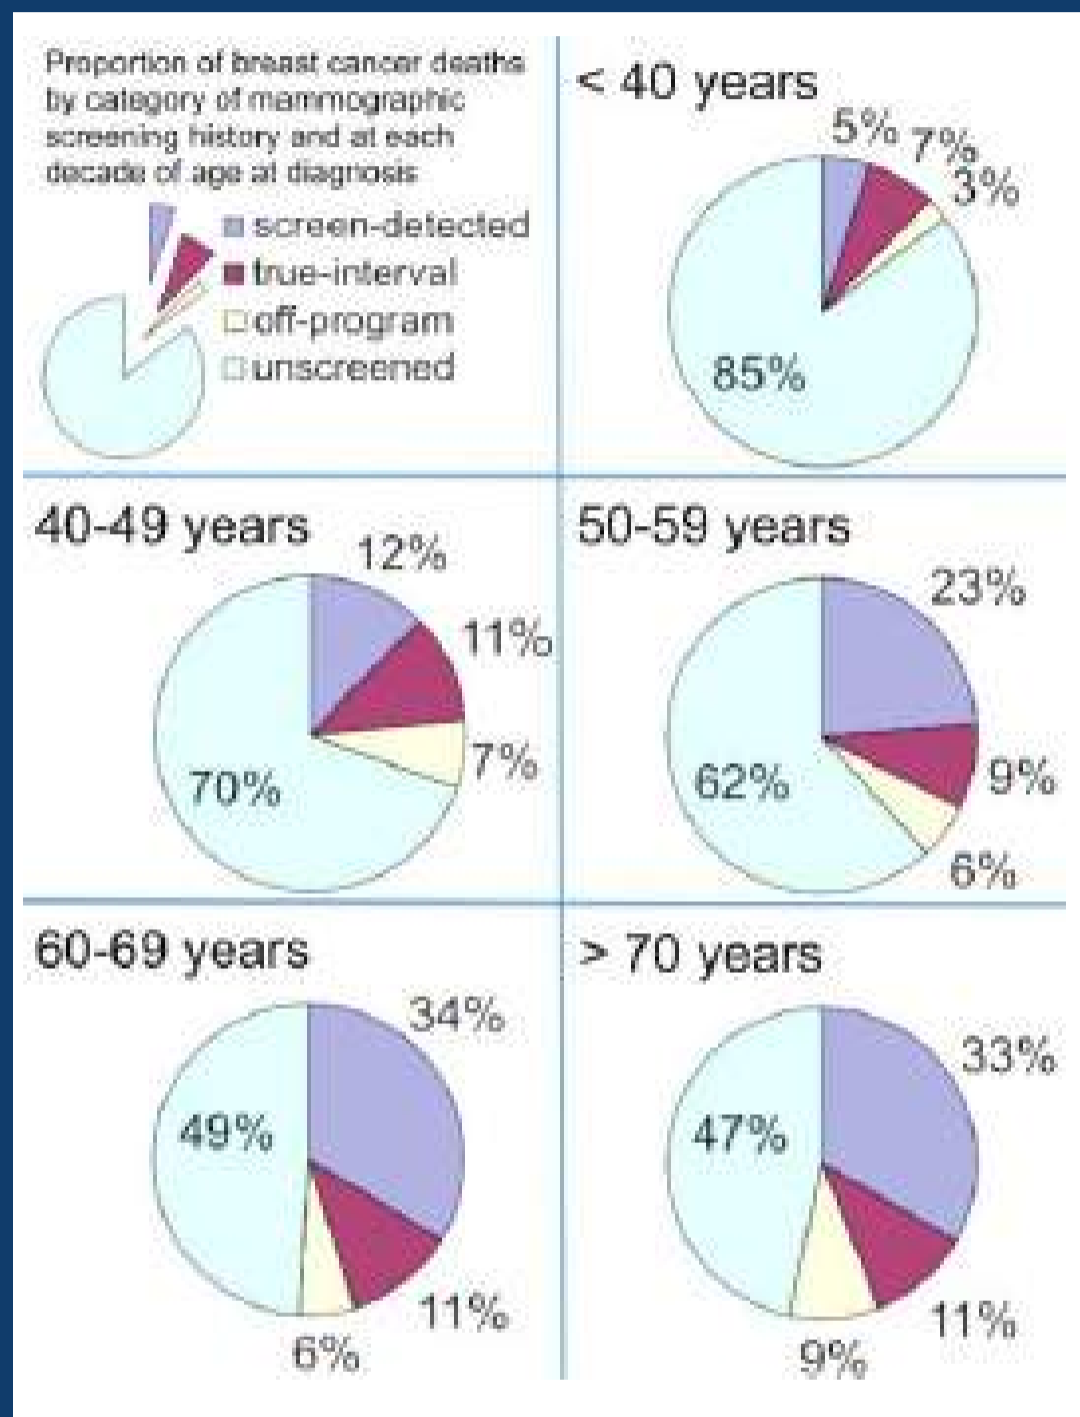 Proportion of breast cancer deaths
by category of mammographic
screening history and at each
decade of age at diagnosis
screen-detected
true-interval
off-program
unscreened
< 40 years
5%
7%
3%
85%
40-49 years
12%
11%
7%
70%
50-59 years
23%
9%
6%
62%
60-69 years
34%
11%
6%
49%
> 70 years
33%
11%
9%
47%